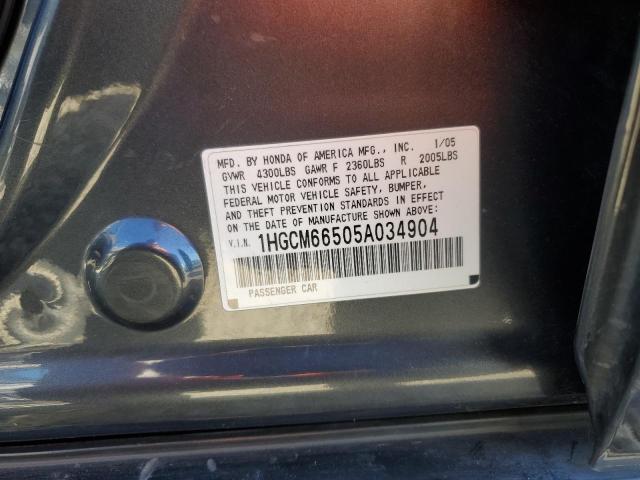 MFD. BY HONDA OF AMERICA MFG., INC. 1/05
GVWR 4300LBS GAWR F 2360LBS R 2005LBS
THIS VEHICLE CONFORMS TO ALL APPLICABLE
FEDERAL MOTOR VEHICLE SAFETY, BUMPER,
AND THEFT PREVENTION STANDARDS IN EFFECT
ON THE DATE OF MANUFACTURE SHOWN ABOVE:
V.I.N. 1HGCM66505A034904
PASSENGER CAR